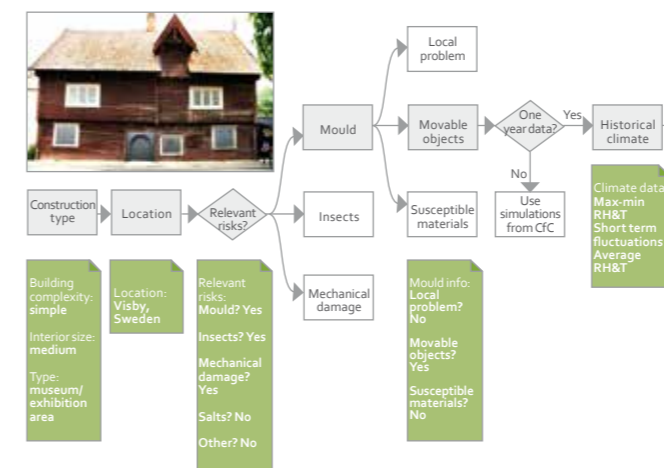 Local
problem
Mould
Movable
objects
One
year data?
Yes
Historical
climate
No
Construction
type
Location
Relevant
risks?
Insects
Susceptible
materials
Use
simulations
from CfC
Mechanical
damage
Climate data
Max-min
RH&T
Short term
fluctuations
Average
RH&T
Building
complexity:
simple
Interior size:
medium
Type:
museum/
exhibition
area
Location:
Visby,
Sweden
Relevant
risks:
Mould? Yes
Insects? Yes
Mechanical
damage?
Yes
Salts? No
Other? No
Mould info:
Local
problem?
No
Movable
objects?
Yes
Susceptible
materials?
No